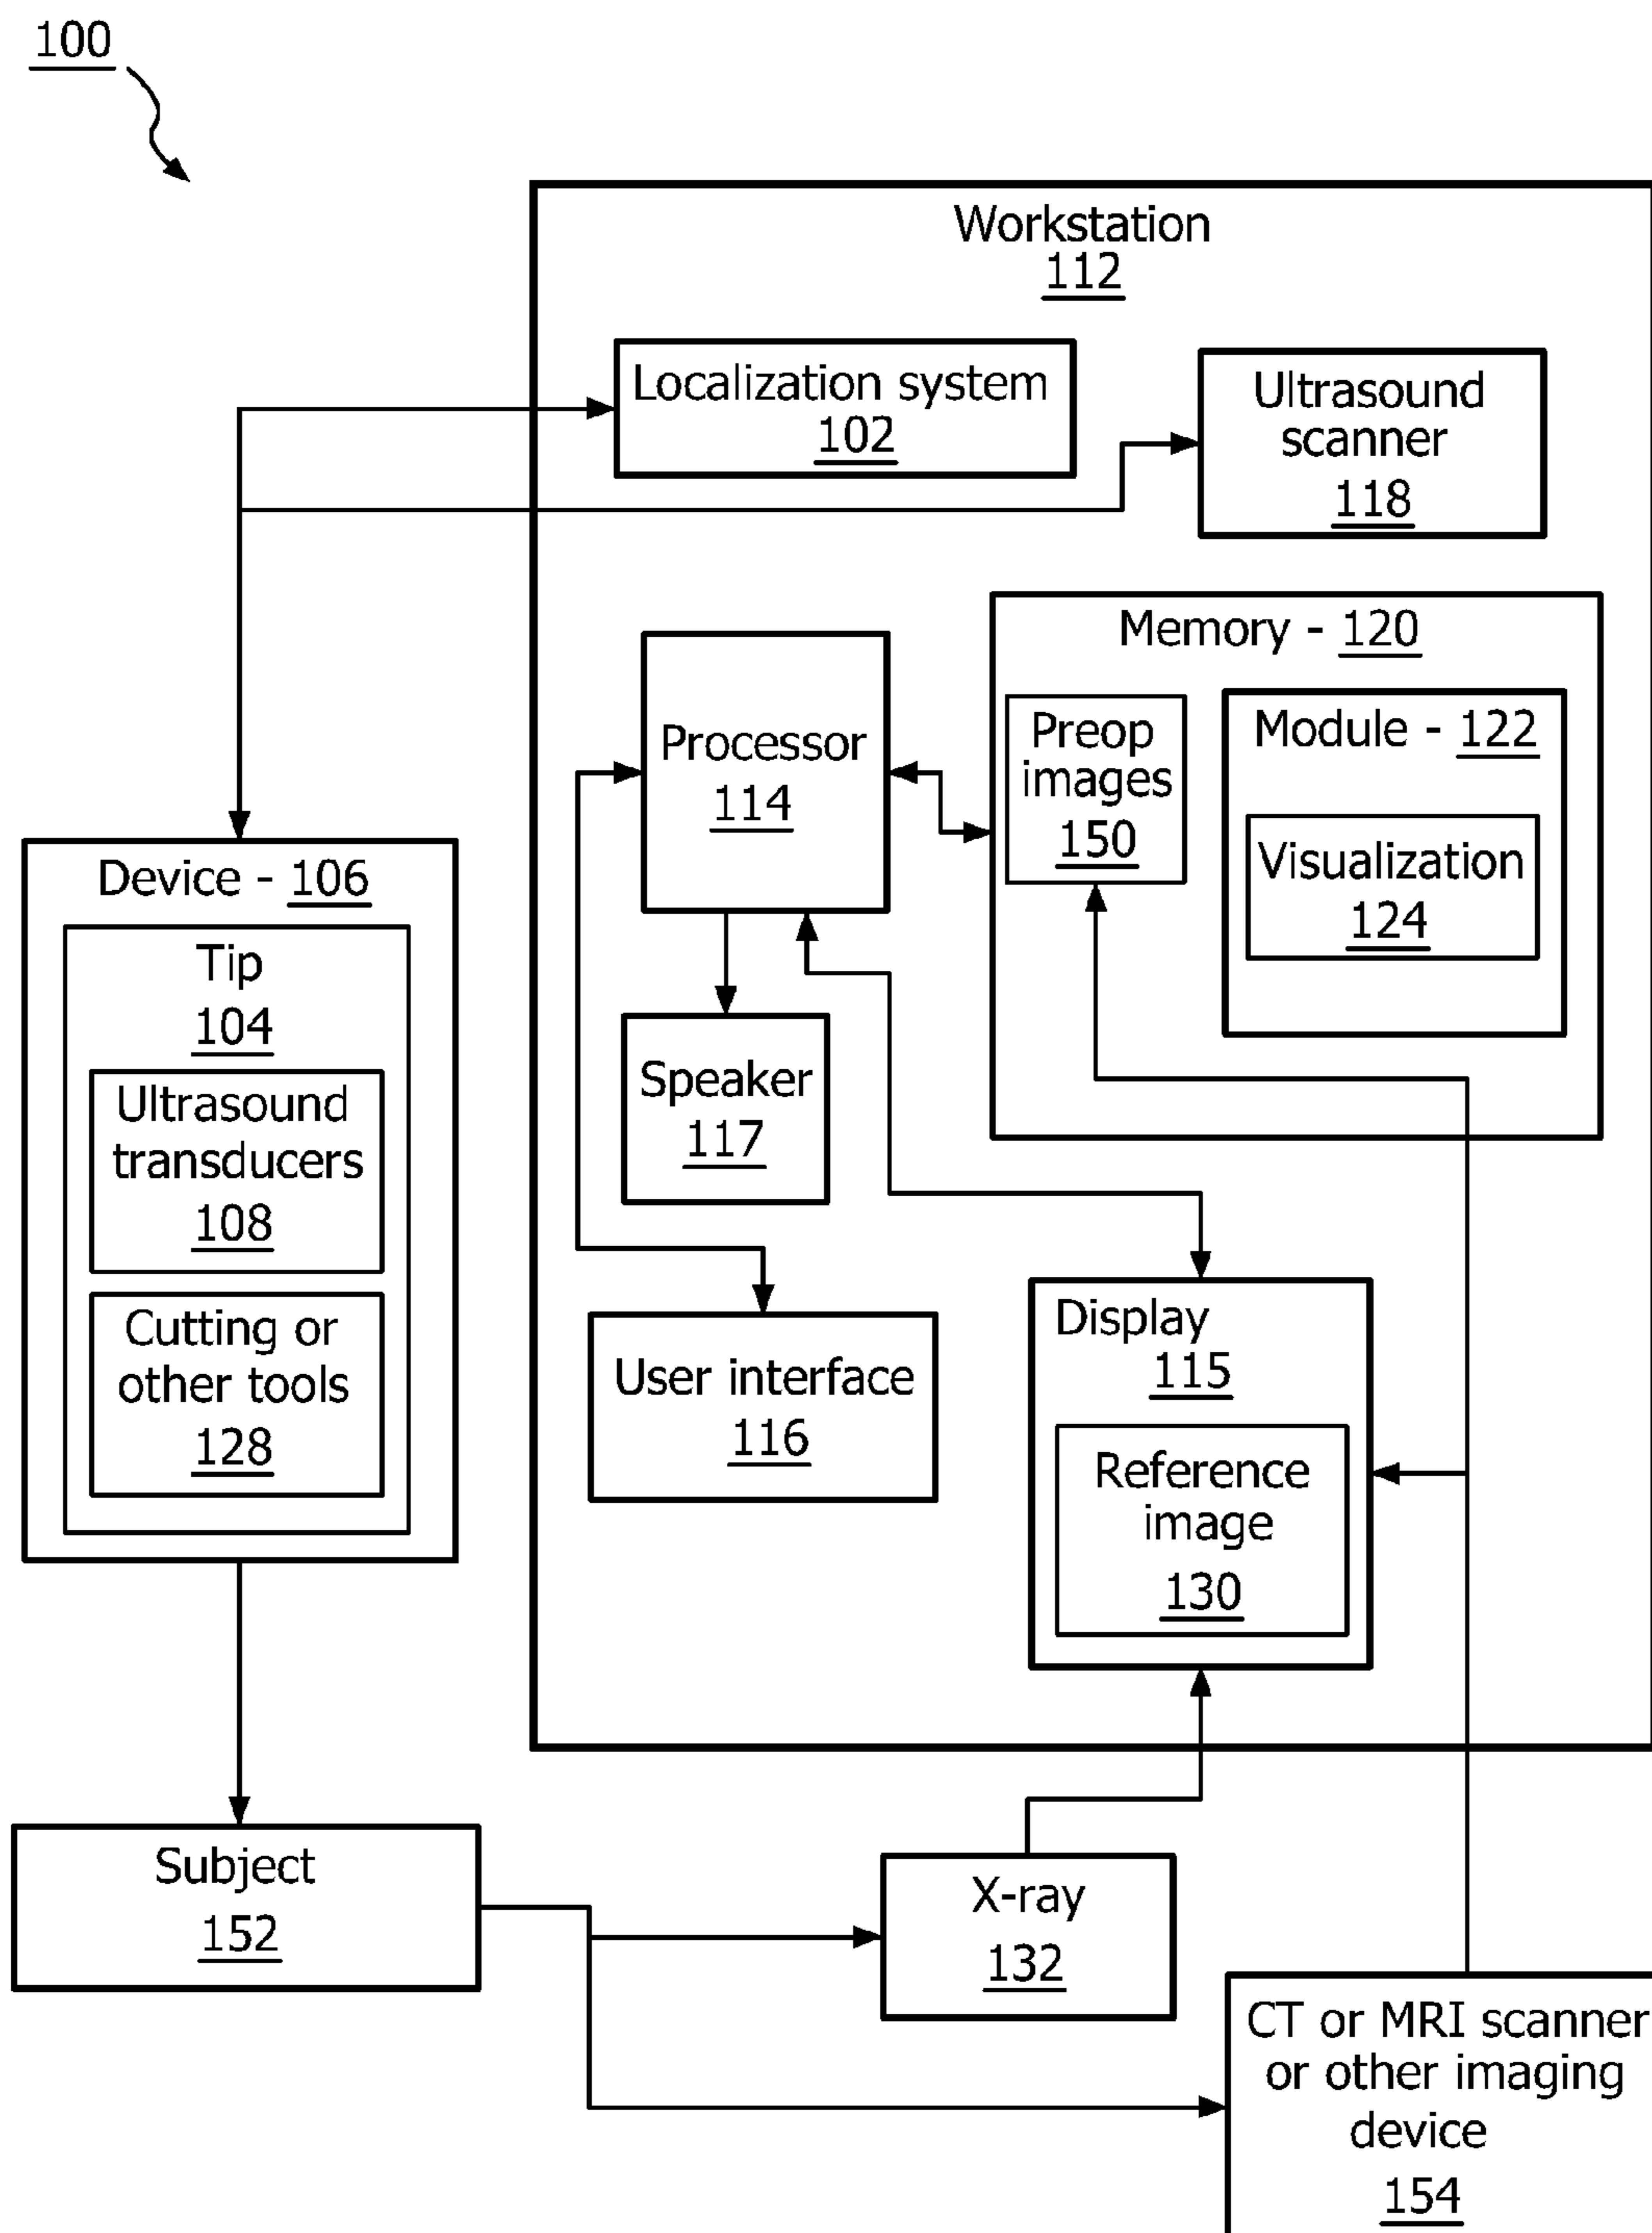 100
Workstation
112
Localization system
102
Ultrasound
scanner
118
Memory - 120
Processor
114
Preop
images
150
Module - 122
Visualization
124
Device - 106
Tip
104
Ultrasound
transducers
108
Cutting or
other tools
128
Speaker
117
User interface
116
Display
115
Reference
image
130
Subject
152
X-ray
132
CT or MRI scanner
or other imaging
device
154